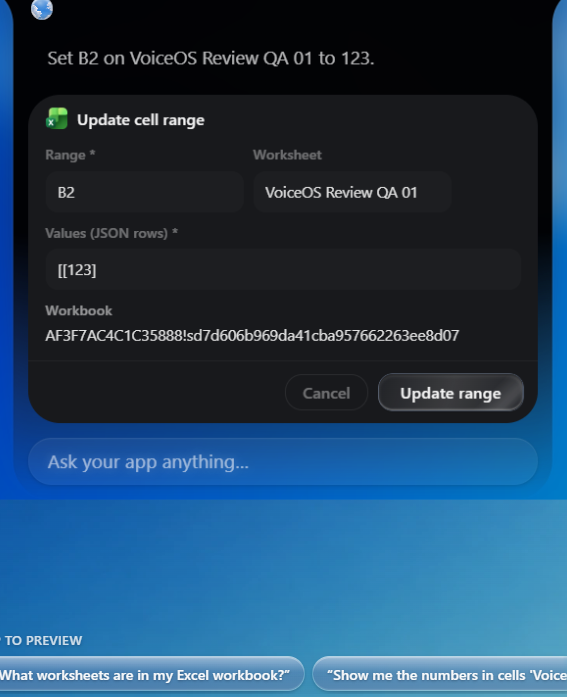 Set B2 on VoiceOS Review QA 01 to 123.
Update cell range
Range * Worksheet
B2 VoiceOS Review QA 01
Values (JSON rows) *
[[123]
Workbook
AF3F7AC4C1C35888!sd7d606b969da41cba957662263ee8d07
Cancel Update range
Ask your app anything...
TO PREVIEW
What worksheets are in my Excel workbook?”
“Show me the numbers in cells 'Voice